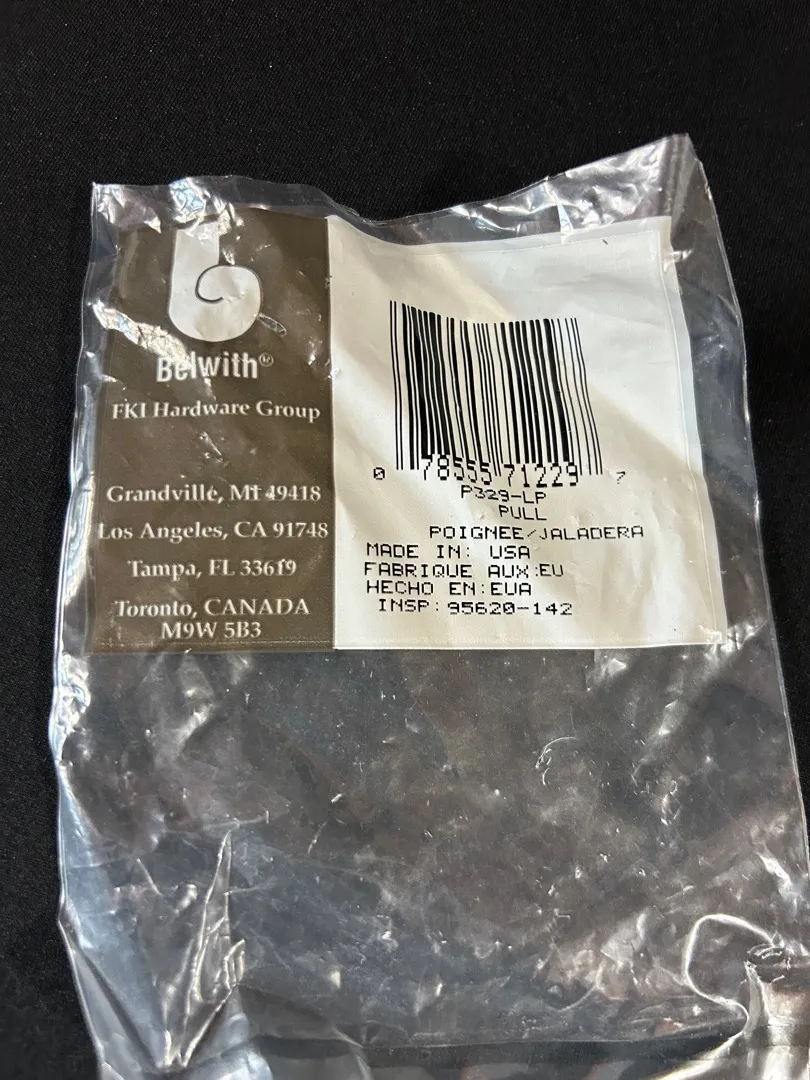 Belwith®
FKI Hardware Group
Grandville, MI 49418
Los Angeles, CA 91748
Tampa, FL 33619
Toronto, CANADA
M9W 5B3
0 78555 71229 7
P329-LP
PULL
POIGNEE/JALADERA
MADE IN: USA
FABRIQUE AUX:EU
HECHO EN:EUA
INSP:95620-142